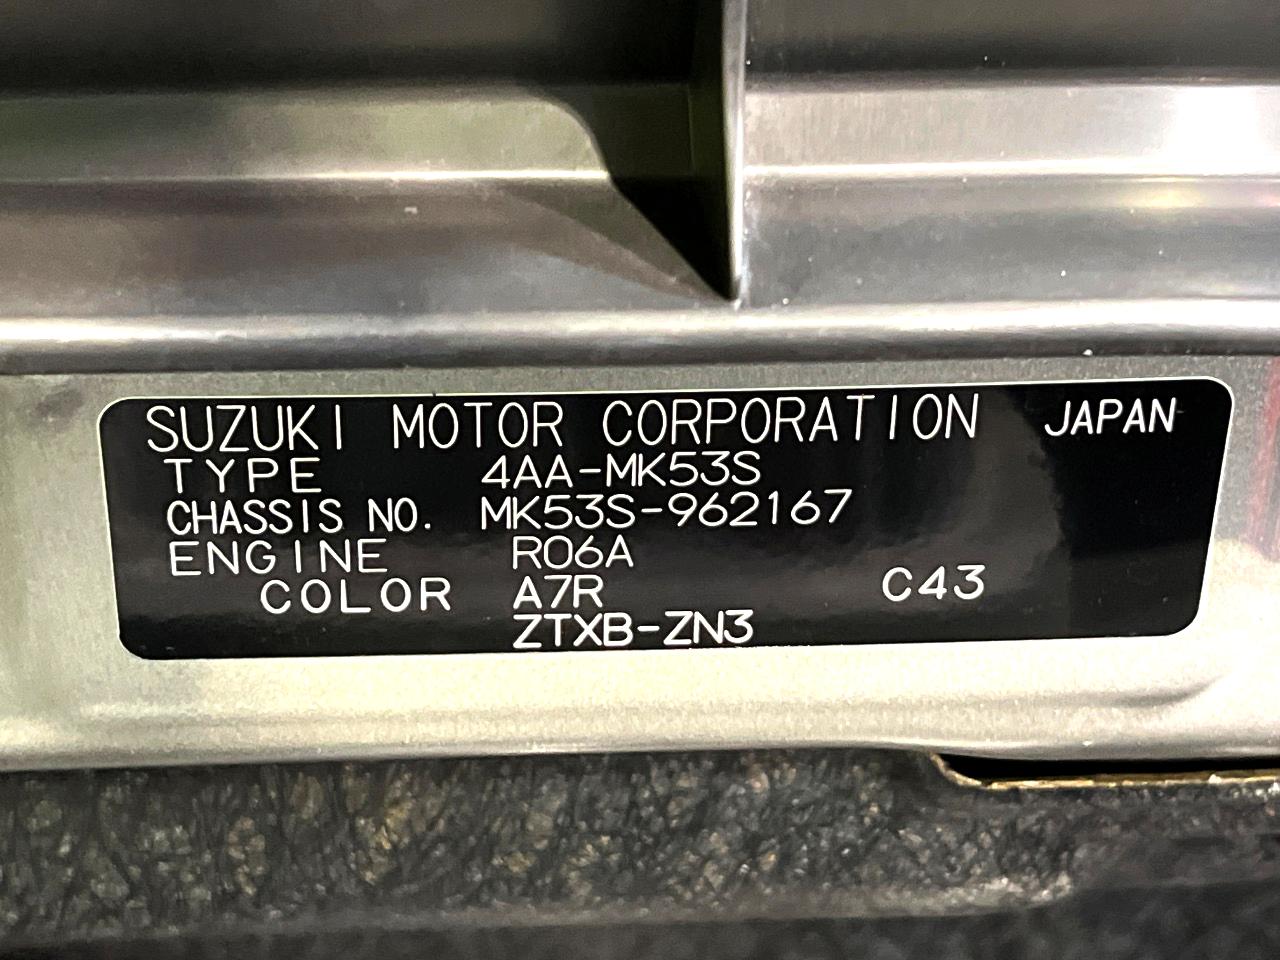 SUZUKI MOTOR CORPORATION JAPAN
TYPE 4AA-MK53S
CHASSIS NO. MK53S-962167
ENGINE R06A
COLOR A7R C43
ZTXB-ZN3